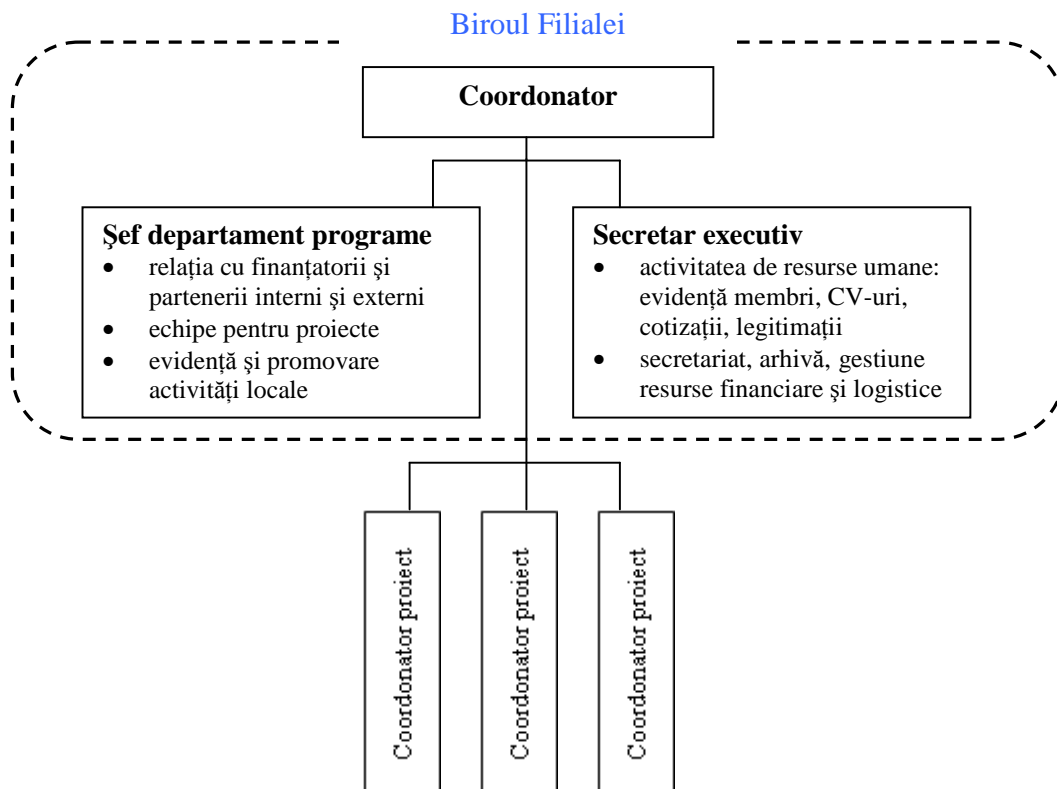 Biroul Filialei
Coordonator
Şef departament programe
• relația cu finanțatorii şi
partenerii interni şi externi
• echipe pentru proiecte
• evidență şi promovare
activități locale
Secretar executiv
• activitatea de resurse umane:
evidență membri, CV-uri,
cotizații, legitimații
• secretariat, arhivă, gestiune
resurse financiare şi logistice
Coordonator proiect
Coordonator proiect
Coordonator proiect